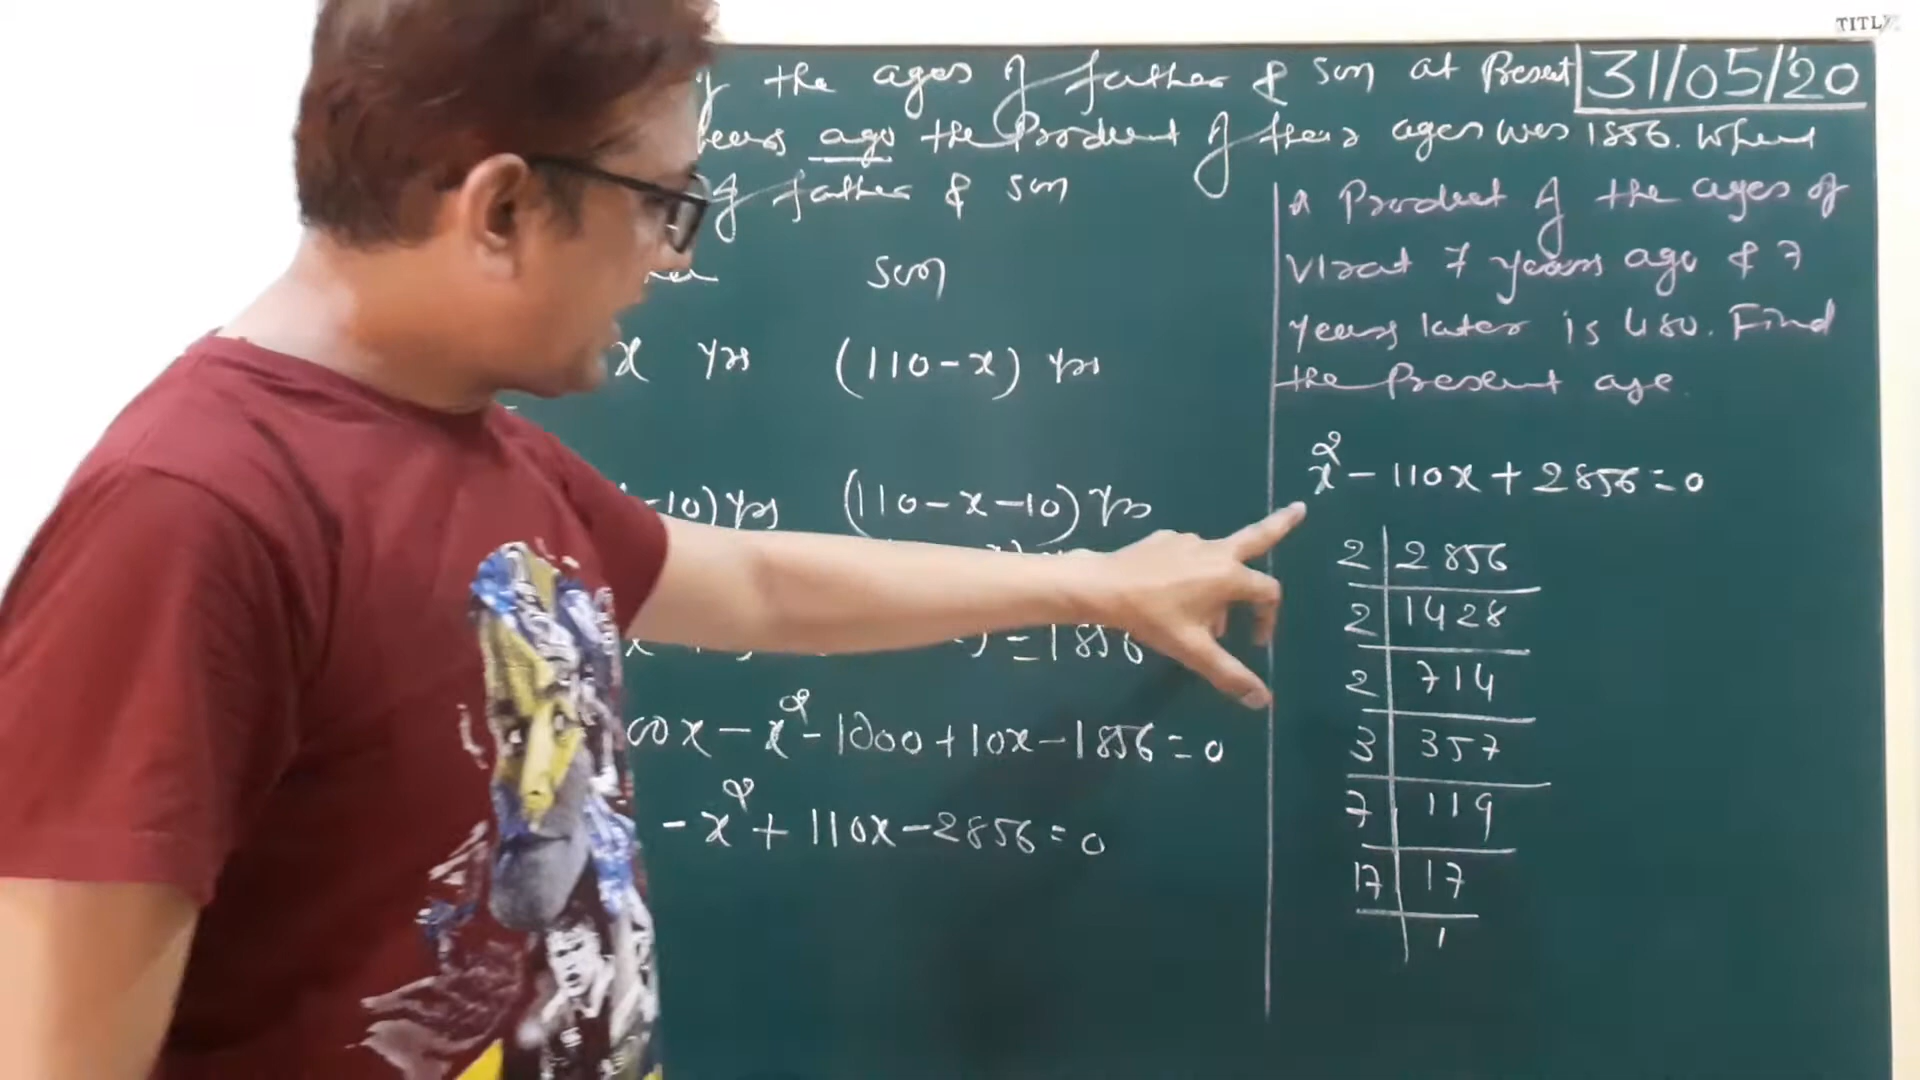 TITLE
of the ages of father & son at Present
31/05/'20
years ago the Product of their ages was 1856. What
of father & son
son
x yrs (110-x) yrs
-10) yrs (110-x-10) yrs
) = 1856
00x - x² - 1000 + 10x - 1856 = 0
- x² + 110x - 2856 = 0
Product of the ages of
Virat 7 years ago & 7
years later is 480. Find
the Present age.
x² - 110x + 2856 = 0
2 | 2856
2 | 1428
2 | 714
3 | 357
7 | 119
17 | 17
1